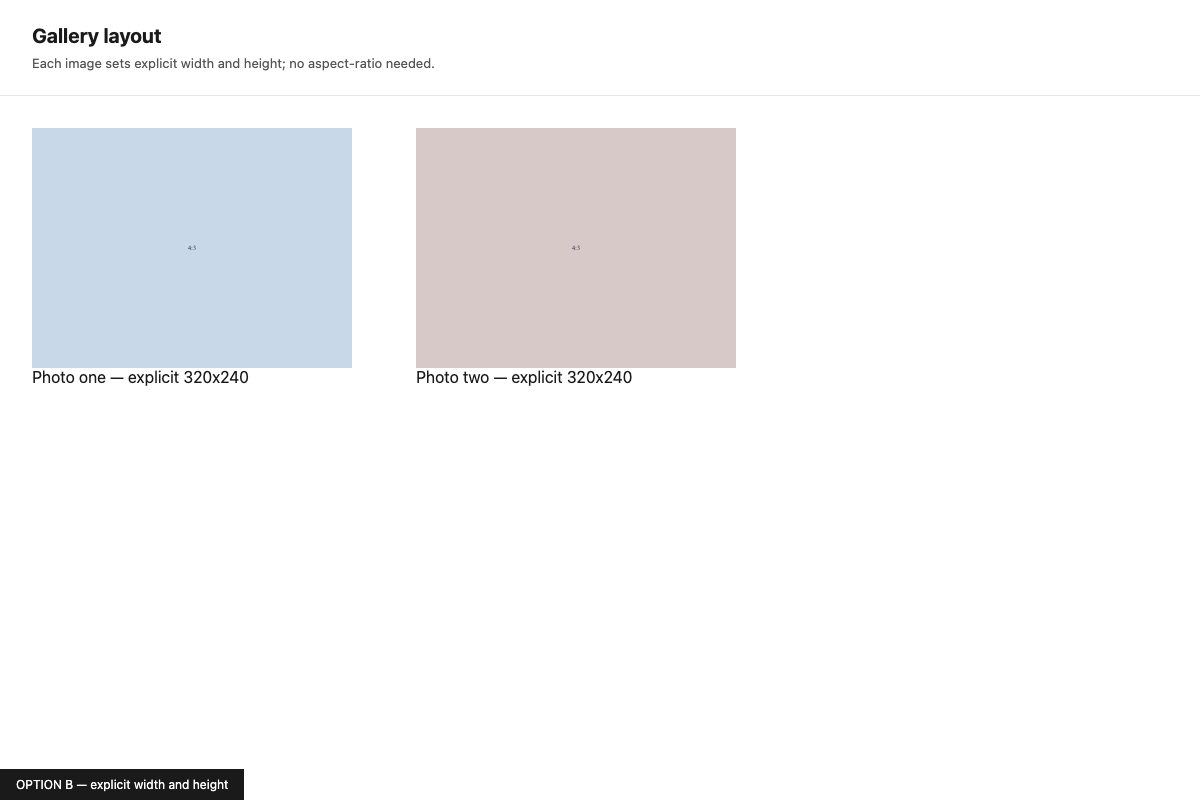 Gallery layout
Each image sets explicit width and height; no aspect-ratio needed.
4:3
4:3
Photo one — explicit 320x240
Photo two — explicit 320x240
OPTION B — explicit width and height